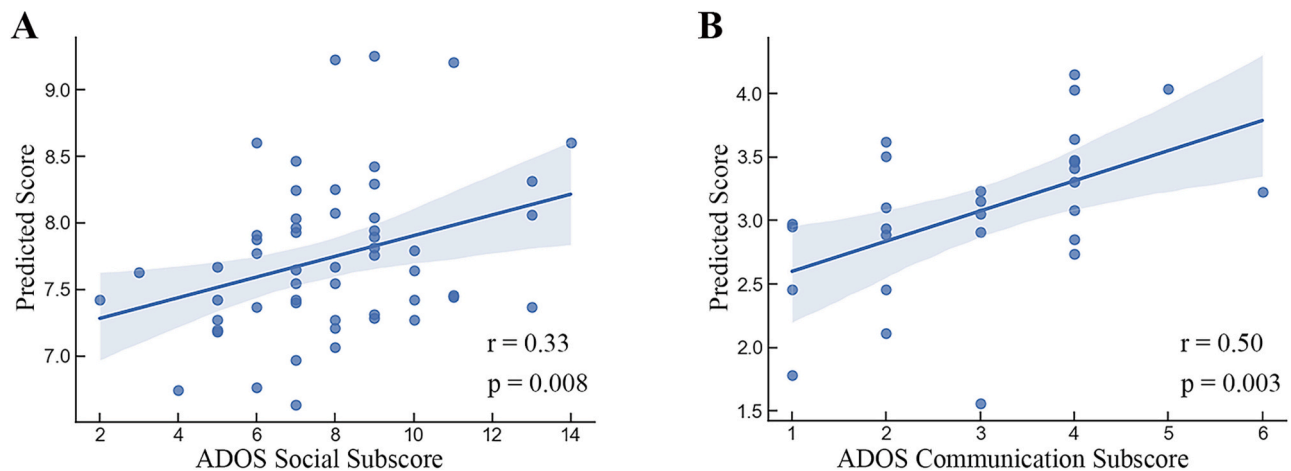 A
Predicted Score
9.0
8.5
8.0
7.5
7.0
r = 0.33
p = 0.008
2 4 6 8 10 12 14
ADOS Social Subscore
B
Predicted Score
4.0
3.5
3.0
2.5
2.0
1.5
r = 0.50
p = 0.003
1 2 3 4 5 6
ADOS Communication Subscore